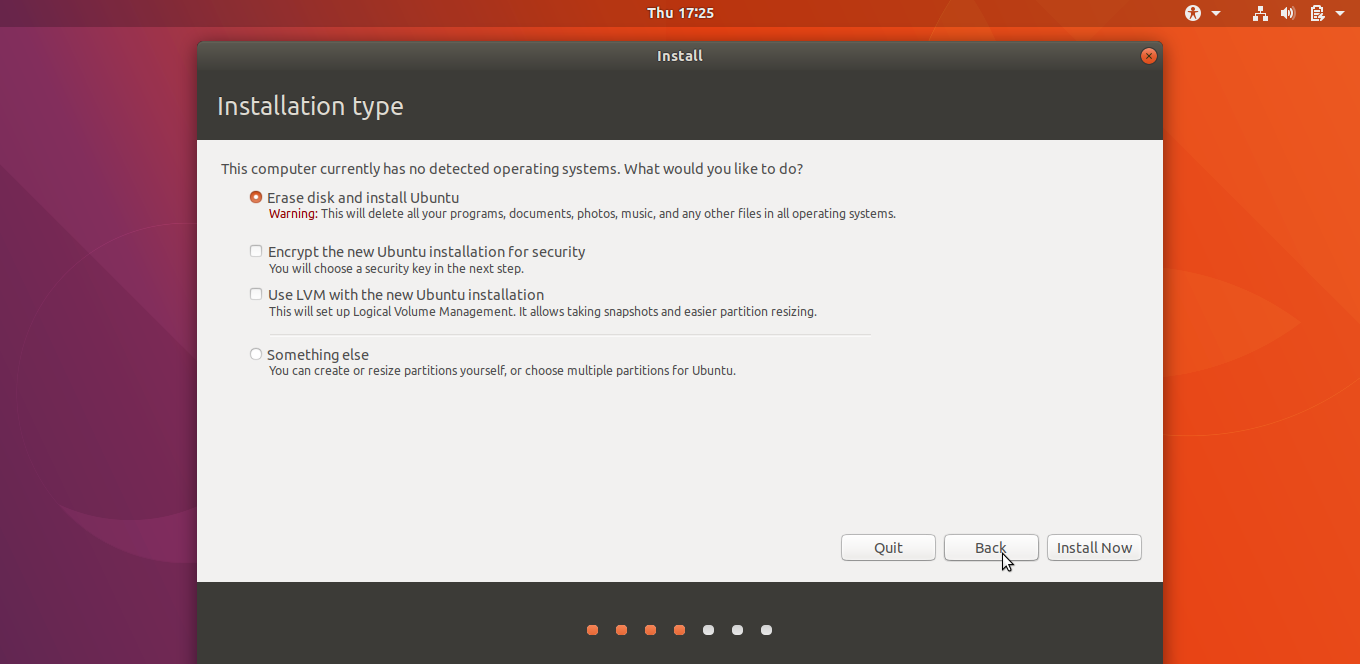 Thu 17:25
Install
Installation type
This computer currently has no detected operating systems. What would you like to do?
Erase disk and install Ubuntu
Warning: This will delete all your programs, documents, photos, music, and any other files in all operating systems.
Encrypt the new Ubuntu installation for security
You will choose a security key in the next step.
Use LVM with the new Ubuntu installation
This will set up Logical Volume Management. It allows taking snapshots and easier partition resizing.
Something else
You can create or resize partitions yourself, or choose multiple partitions for Ubuntu.
Quit Back Install Now